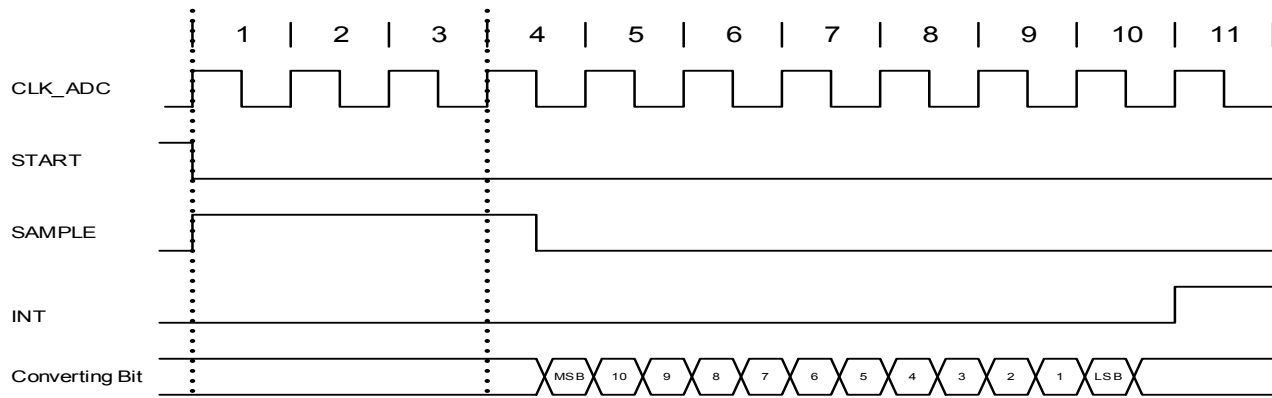 1 2 3 4 5 6 7 8 9 10 11
CLK_ADC
START
SAMPLE
INT
Converting Bit MSB 10 9 8 7 6 5 4 3 2 1 LSB